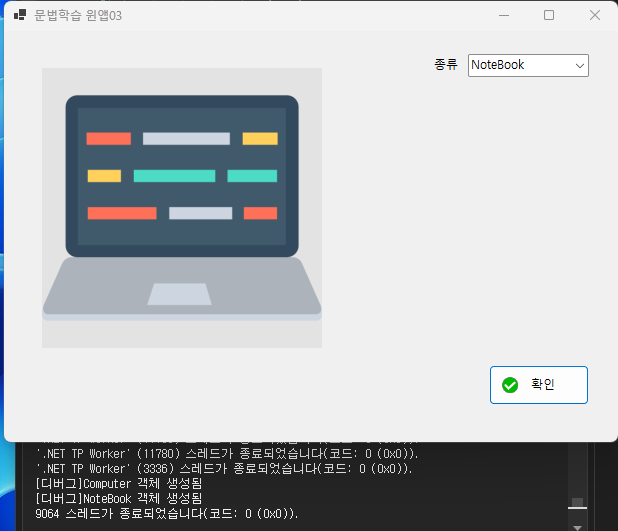 문법학습 윈앱03
종류 NoteBook
확인
'.NET TP Worker' (11780) 스레드가 종료되었습니다(코드: 0 (0x0)).
'.NET TP Worker' (3336) 스레드가 종료되었습니다(코드: 0 (0x0)).
[디버그]Computer 객체 생성됨
[디버그]NoteBook 객체 생성됨
9064 스레드가 종료되었습니다(코드: 0 (0x0)).